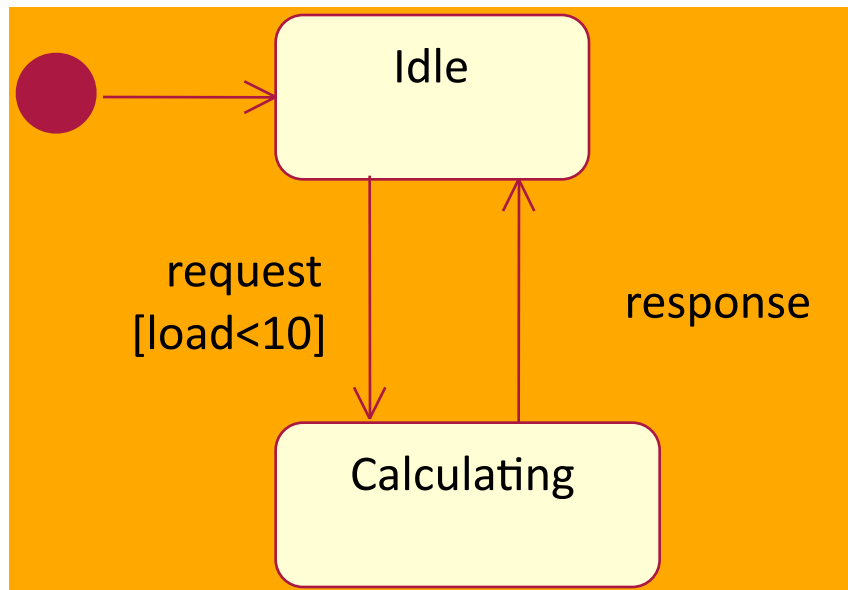 Idle
request
[load<10]
response
Calculating